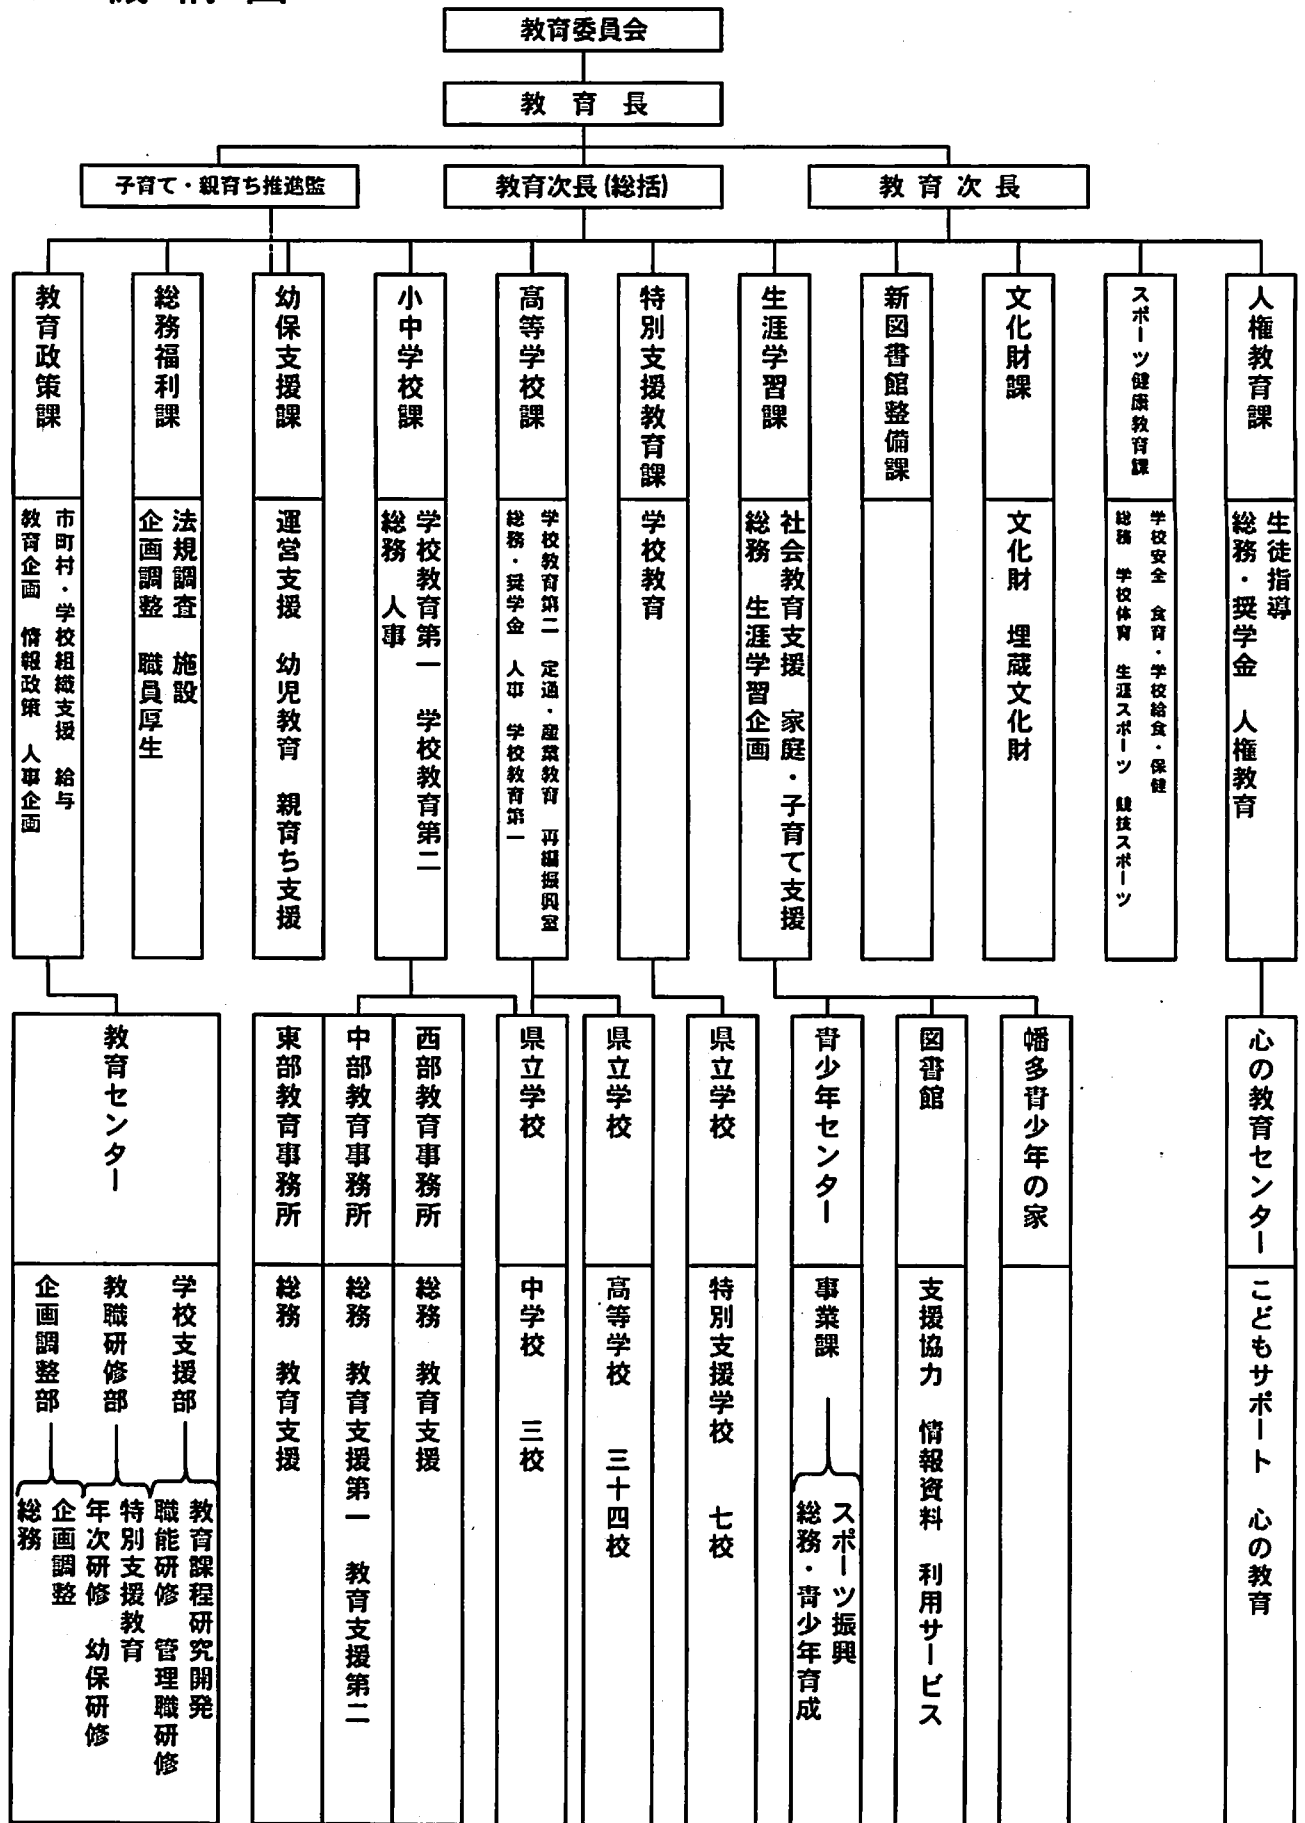 機構図
教育委員会
教育長
子育て・親育ち推進監
教育次長(総括)
教育次長
教育政策課
市町村・学校組織支援 給与
教育企画 情報政策 人事企画
総務福利課
法規調査 施設
企画調整 職員厚生
幼保支援課
運営支援 幼児教育 親育ち支援
小中学校課
学校教育第一 学校教育第二
総務 人事
高等学校課
学校教育第二 定通・産業教育 再編振興室
総務・奨学金 人事 学校教育第一
特別支援教育課
学校教育
生涯学習課
社会教育支援 家庭・子育て支援
総務 生涯学習企画
新図書館整備課
文化財課
文化財 埋蔵文化財
スポーツ健康教育課
学校安全 食育・学校給食・保健
総務 学校体育 生涯スポーツ 競技スポーツ
人権教育課
生徒指導
総務・奨学金 人権教育
教育センター
学校支援部
教育課程研究開発
職能研修 管理職研修
教職研修部
特別支援教育
年次研修 幼保研修
企画調整部
企画調整
総務
東部教育事務所
総務 教育支援
中部教育事務所
総務 教育支援第一 教育支援第二
西部教育事務所
総務 教育支援
県立学校
中学校 三校
県立学校
高等学校 三十四校
県立学校
特別支援学校 七校
青少年センター
事業課
スポーツ振興
総務・青少年育成
図書館
支援協力 情報資料 利用サービス
幡多青少年の家
心の教育センター
こどもサポート 心の教育